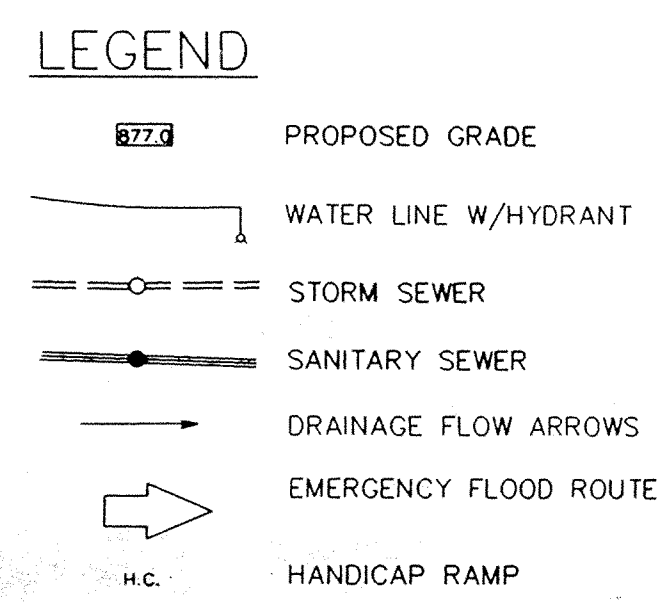 LEGEND
877.0 PROPOSED GRADE
WATER LINE W/HYDRANT
STORM SEWER
SANITARY SEWER
DRAINAGE FLOW ARROWS
EMERGENCY FLOOD ROUTE
H.C. HANDICAP RAMP